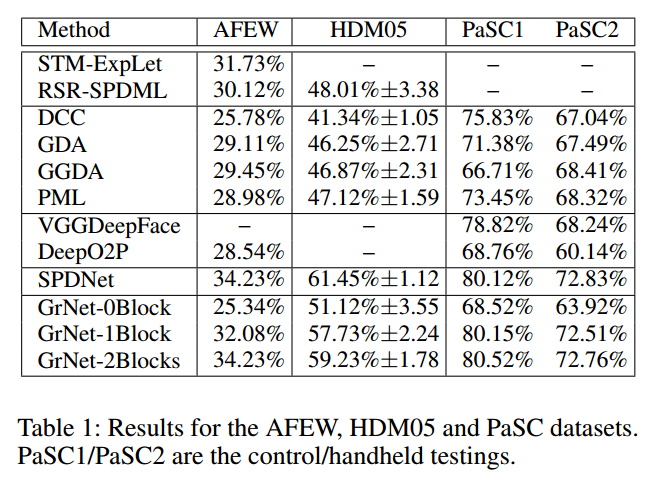 Method AFEW HDM05 PaSC1 PaSC2
STM-ExpLet 31.73% – – –
RSR-SPDML 30.12% 48.01%±3.38 – –
DCC 25.78% 41.34%±1.05 75.83% 67.04%
GDA 29.11% 46.25%±2.71 71.38% 67.49%
GGDA 29.45% 46.87%±2.31 66.71% 68.41%
PML 28.98% 47.12%±1.59 73.45% 68.32%
VGGDeepFace – – 78.82% 68.24%
DeepO2P 28.54% – 68.76% 60.14%
SPDNet 34.23% 61.45%±1.12 80.12% 72.83%
GrNet-0Block 25.34% 51.12%±3.55 68.52% 63.92%
GrNet-1Block 32.08% 57.73%±2.24 80.15% 72.51%
GrNet-2Blocks 34.23% 59.23%±1.78 80.52% 72.76%
Table 1: Results for the AFEW, HDM05 and PaSC datasets.
PaSC1/PaSC2 are the control/handheld testings.